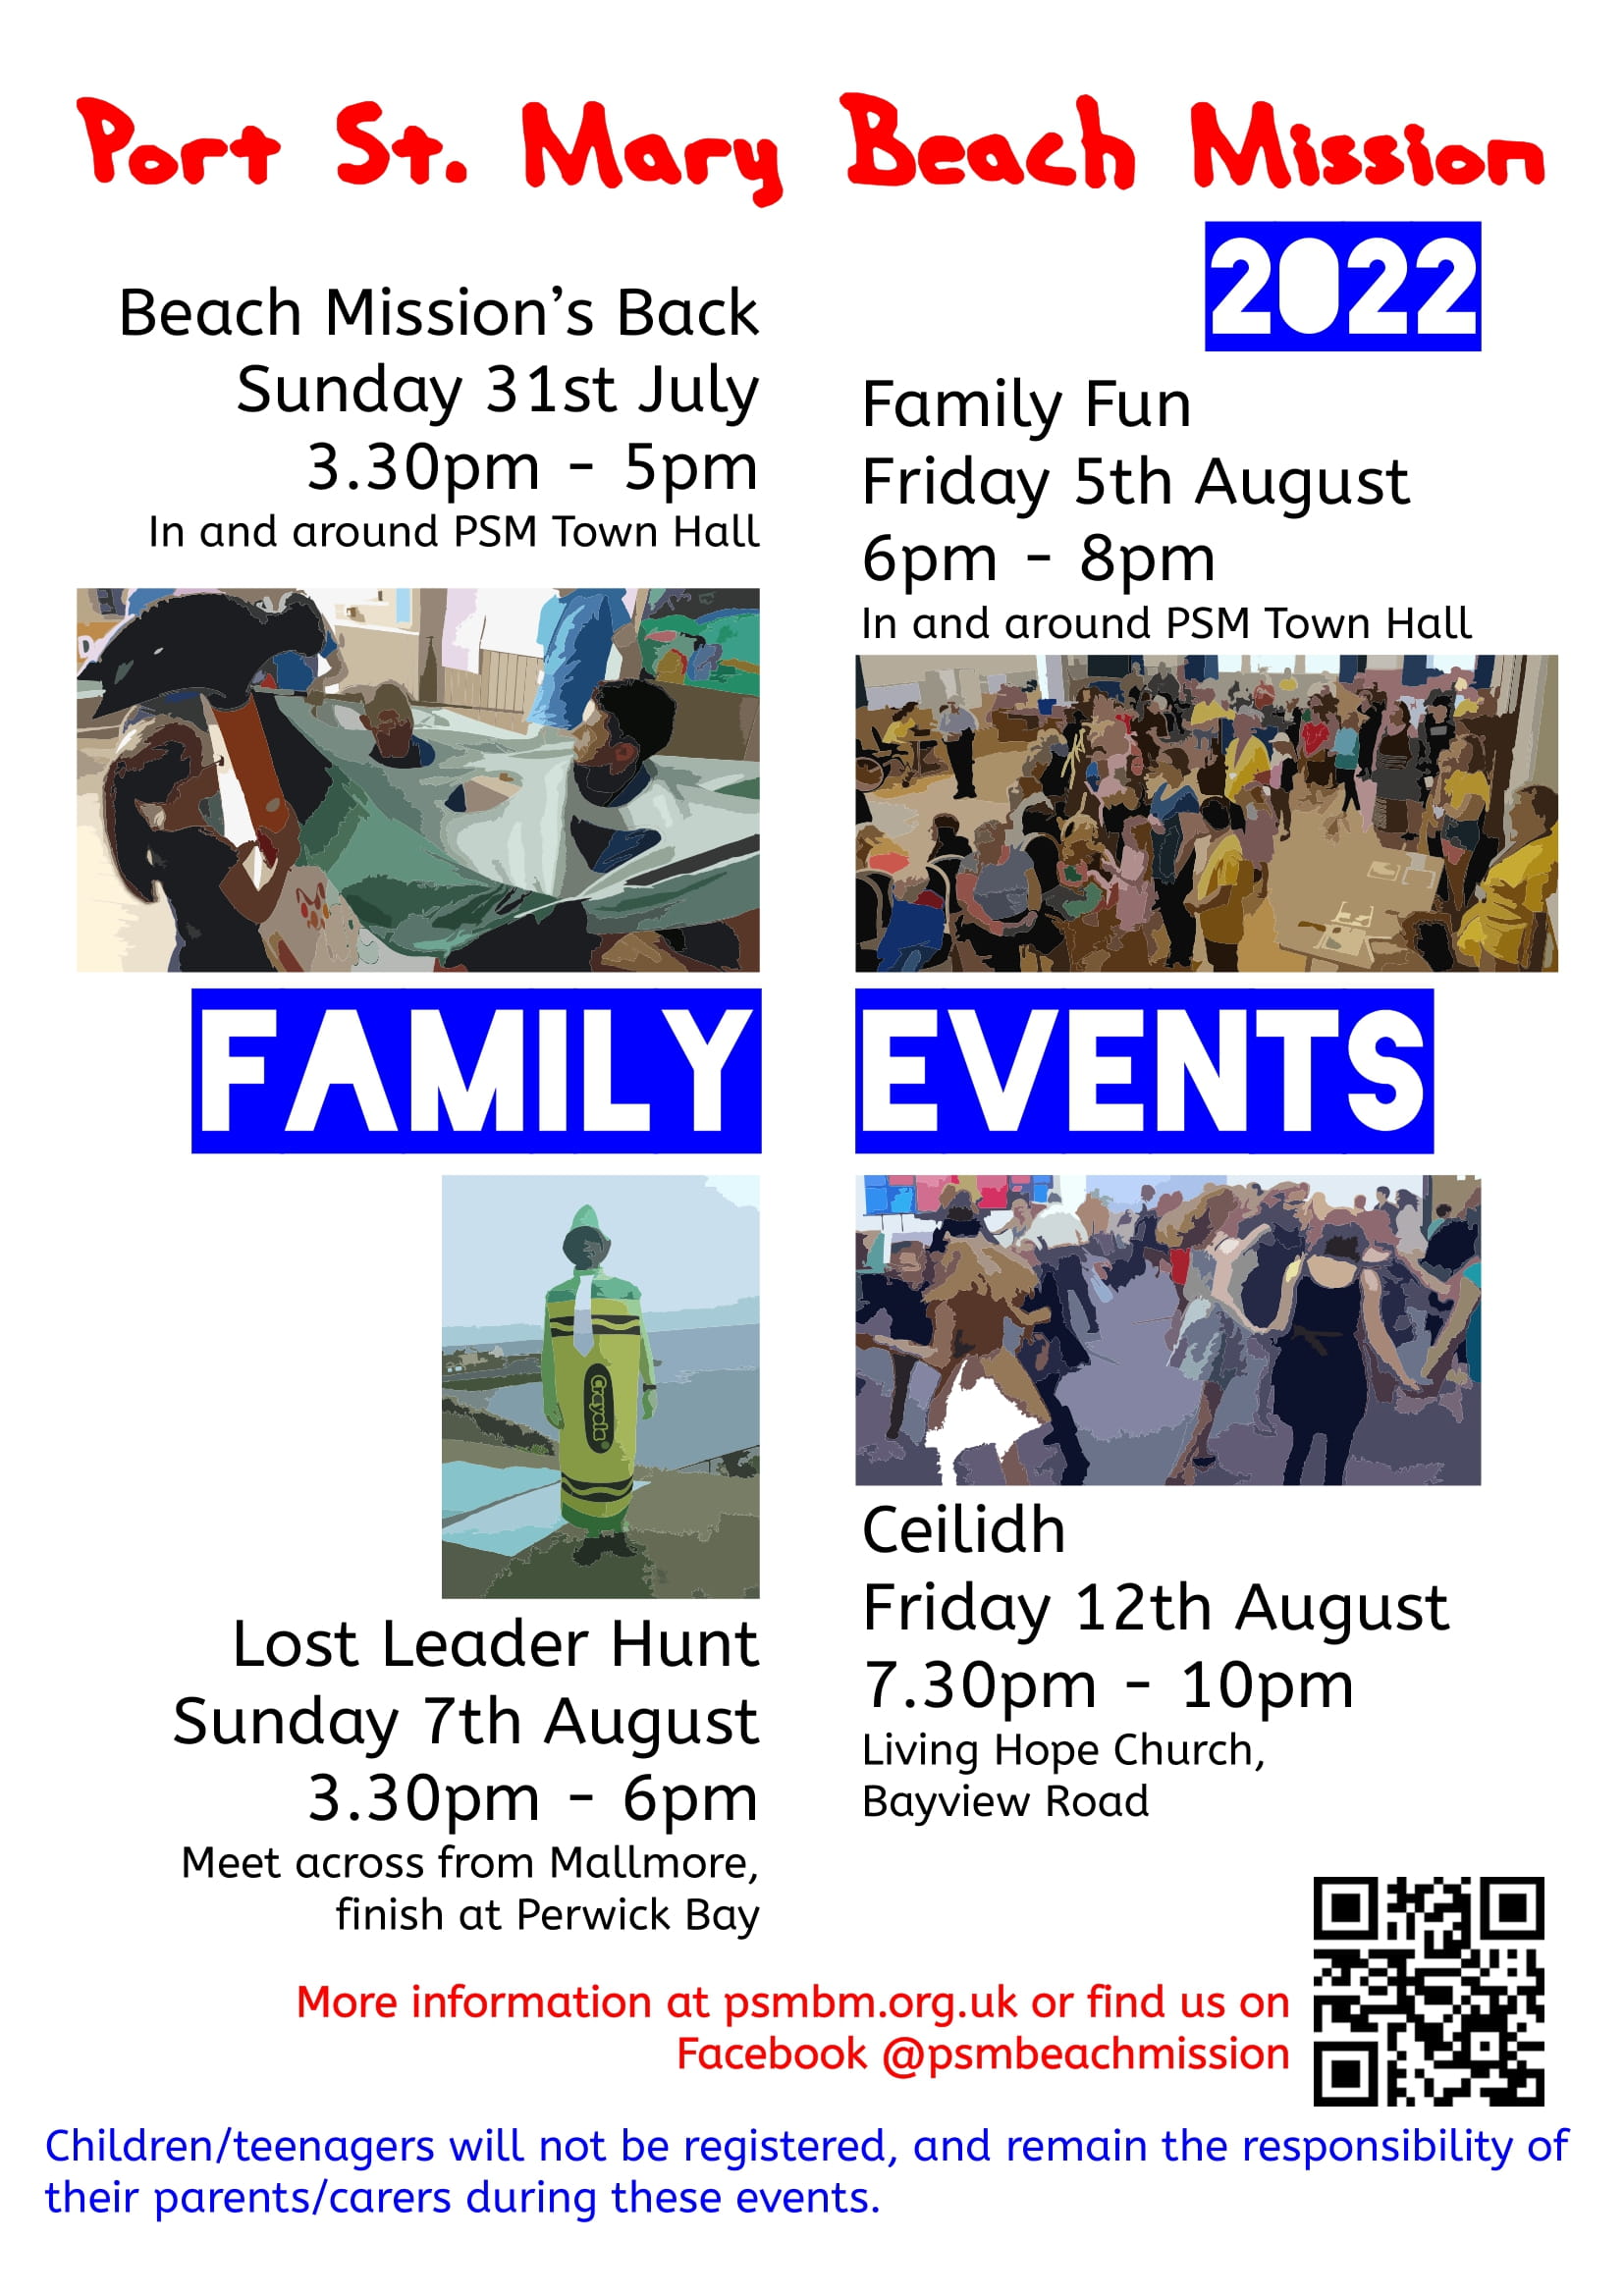 Port St. Mary Beach Mission
2022
Beach Mission’s Back
Sunday 31st July
3.30pm - 5pm
In and around PSM Town Hall
Family Fun
Friday 5th August
6pm - 8pm
In and around PSM Town Hall
FAMILY EVENTS
Crayola
Lost Leader Hunt
Sunday 7th August
3.30pm - 6pm
Meet across from Mallmore,
finish at Perwick Bay
Ceilidh
Friday 12th August
7.30pm - 10pm
Living Hope Church,
Bayview Road
More information at psmbm.org.uk or find us on
Facebook @psmbeachmission
Children/teenagers will not be registered, and remain the responsibility of
their parents/carers during these events.